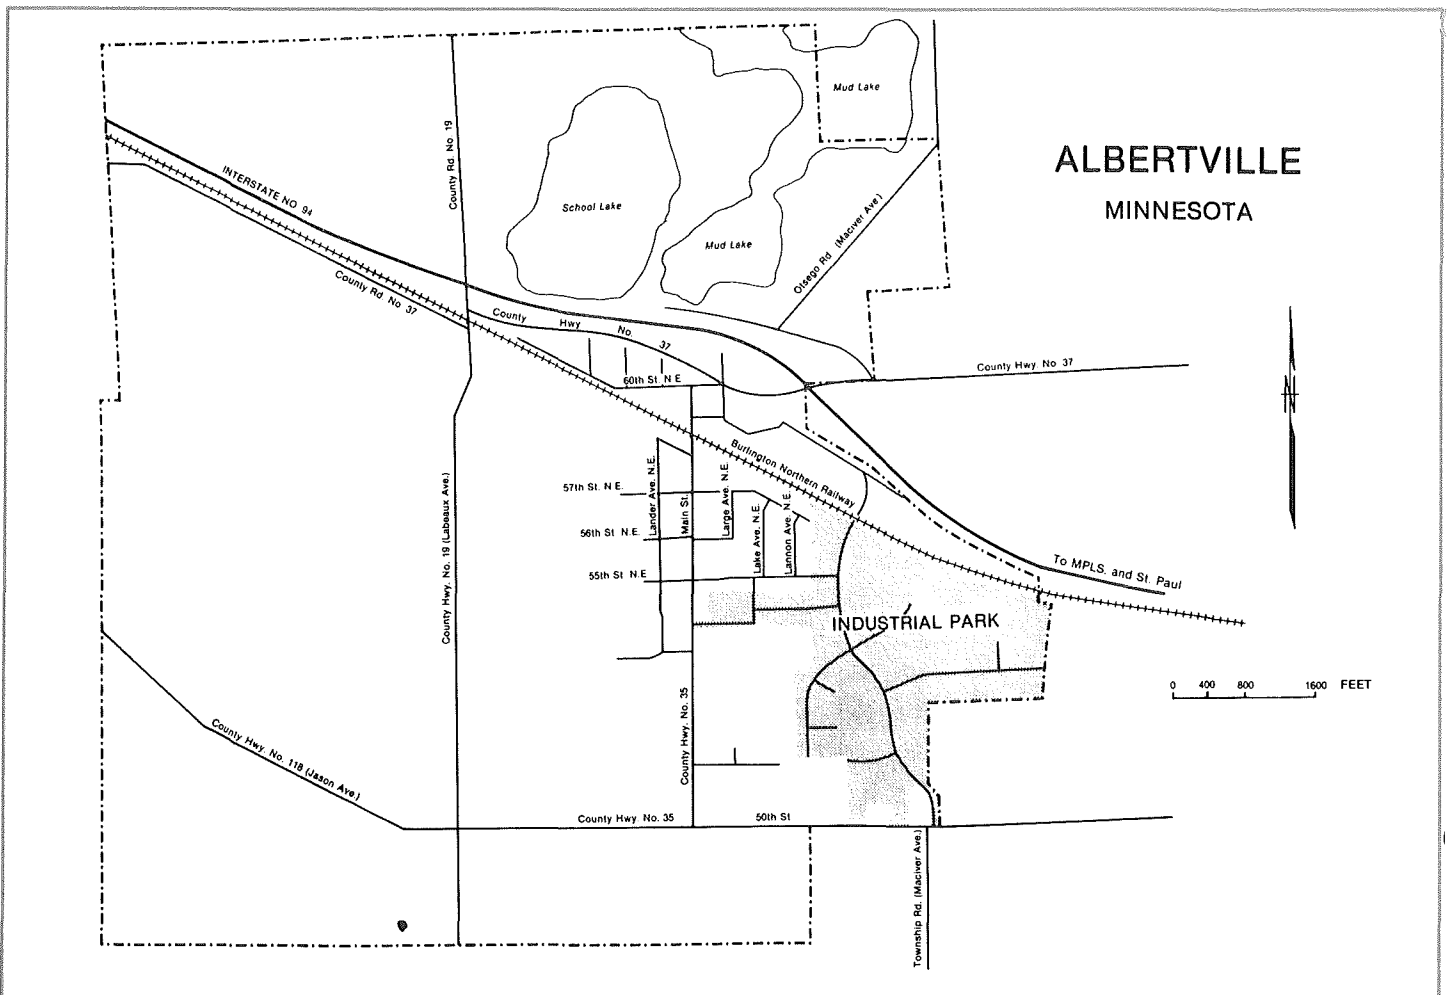 ALBERTVILLE
MINNESOTA
Mud Lake
County Rd. No. 19
INTERSTATE NO 94
School Lake
Mud Lake
Otsego Rd (Maciver Ave.)
County Rd No 37
County Hwy No. 37
60th St. N E
County Hwy. No 37
N
Burlington Northern Railway
57th St. N E.
Lander Ave. N.E.
Main St.
Large Ave. N.E.
Lake Ave. N.E.
Lannon Ave. N.E.
56th St N.E.
55th St N.E
County Hwy. No. 19 (Labeaux Ave.)
To MPLS. and St. Paul
INDUSTRIAL PARK
0 400 800 1600 FEET
County Hwy. No. 35
County Hwy. No. 118 (Jason Ave.)
County Hwy. No. 35
50th St
Township Rd. (Maciver Ave.)